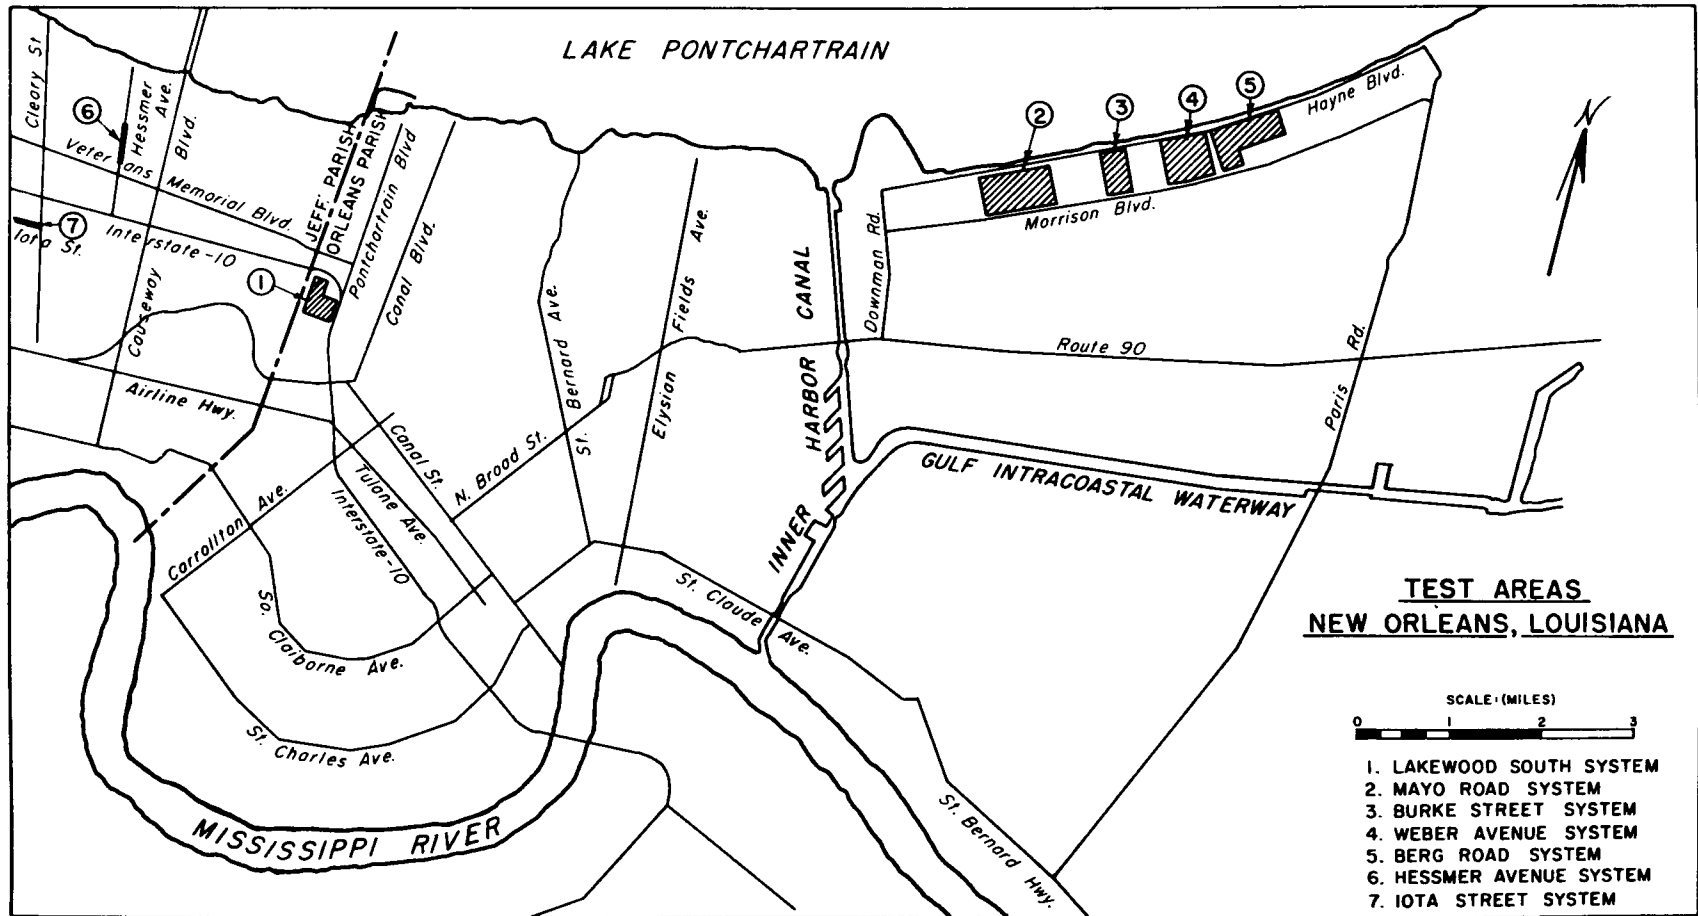 LAKE PONTCHARTRAIN
Cleary St
Hessmer Ave.
Causeway Blvd.
Veterans Memorial Blvd.
Interstate-10
Iota St.
JEFF. PARISH
ORLEANS PARISH
Pontchartrain Blvd
Canal Blvd.
Airline Hwy.
6
7
1
2
3
4
5
Hayne Blvd.
Morrison Blvd.
Downman Rd.
N
St. Bernard Ave.
Elysian Fields Ave.
INNER HARBOR CANAL
Route 90
Paris Rd.
GULF INTRACOASTAL WATERWAY
Carrollton Ave.
Canal St.
Tulane Ave.
Interstate-10
N. Broad St.
So. Claiborne Ave.
St. Charles Ave.
St. Claude Ave.
St. Bernard Hwy.
MISSISSIPPI RIVER
TEST AREAS
NEW ORLEANS, LOUISIANA
SCALE: (MILES)
0 1 2 3
1. LAKEWOOD SOUTH SYSTEM
2. MAYO ROAD SYSTEM
3. BURKE STREET SYSTEM
4. WEBER AVENUE SYSTEM
5. BERG ROAD SYSTEM
6. HESSMER AVENUE SYSTEM
7. IOTA STREET SYSTEM